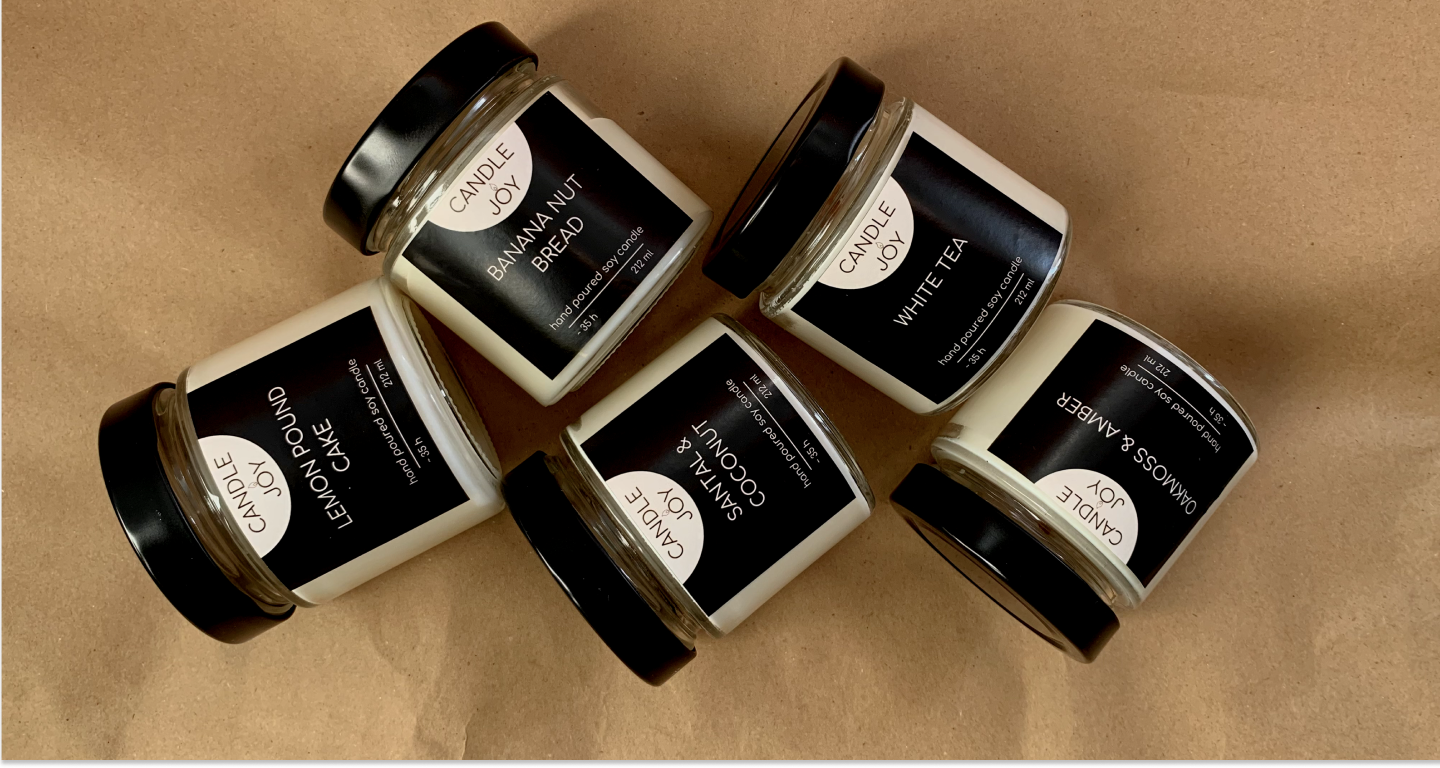 CANDLE
JOY
BANANA NUT
BREAD
hand poured soy candle
~ 35 h
212 ml
CANDLE
JOY
WHITE TEA
hand poured soy candle
~ 35 h
212 ml
CANDLE
JOY
LEMON POUND
CAKE
hand poured soy candle
~ 35 h
212 ml
CANDLE
JOY
SANTAL &
COCONUT
hand poured soy candle
~ 35 h
212 ml
CANDLE
JOY
OAKMOSS & AMBER
hand poured soy candle
~ 35 h
212 ml